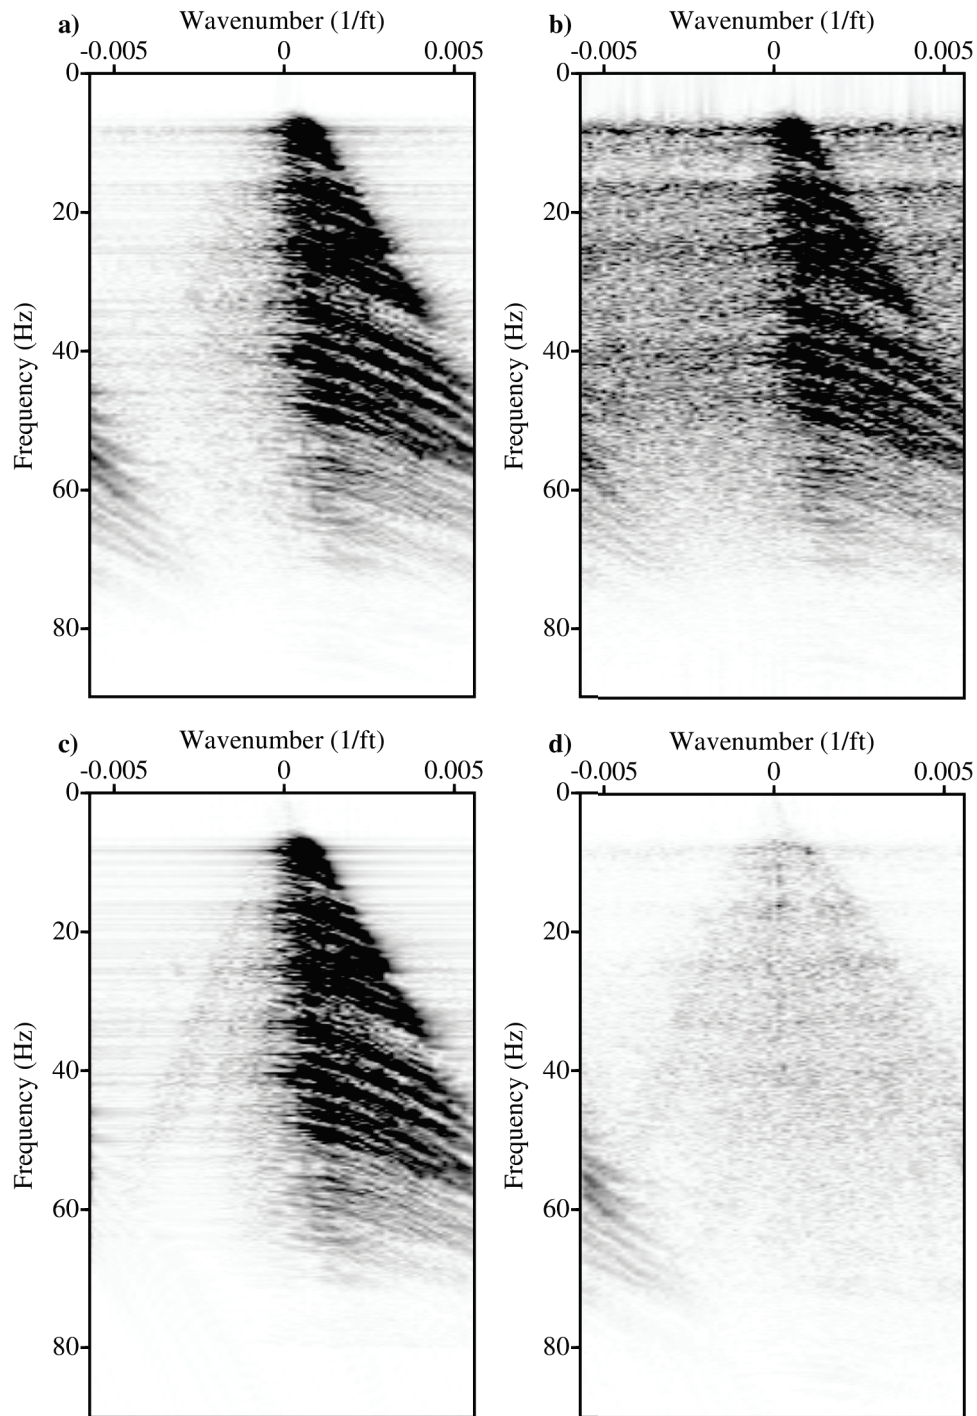 a) Wavenumber (1/ft) b) Wavenumber (1/ft)
-0.005 0 0.005 -0.005 0 0.005
0 0
20 20
Frequency (Hz) Frequency (Hz)
40 40
60 60
80 80
c) Wavenumber (1/ft) d) Wavenumber (1/ft)
-0.005 0 0.005 -0.005 0 0.005
0 0
20 20
Frequency (Hz) Frequency (Hz)
40 40
60 60
80 80